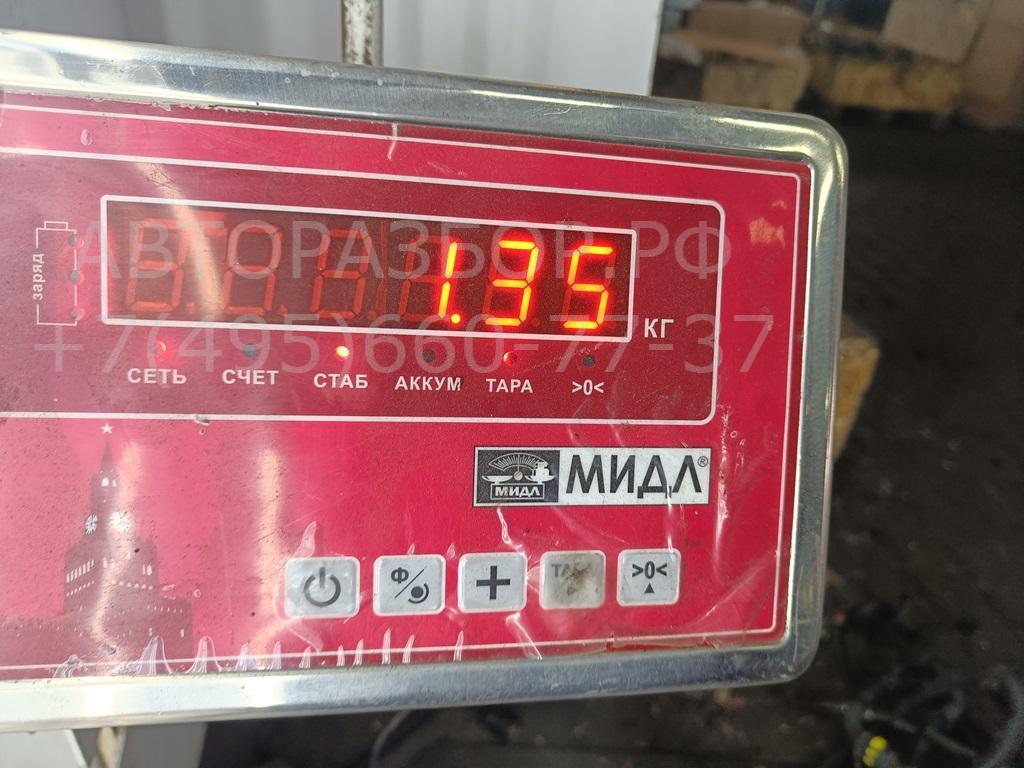 АВТОРАЗБОР.РФ
+7(495)660-77-37
заряд
1.35
КГ
СЕТЬ СЧЕТ СТАБ АККУМ ТАРА >0<
МИДЛ МИДЛ®
Ф/ + ТАРА >0<